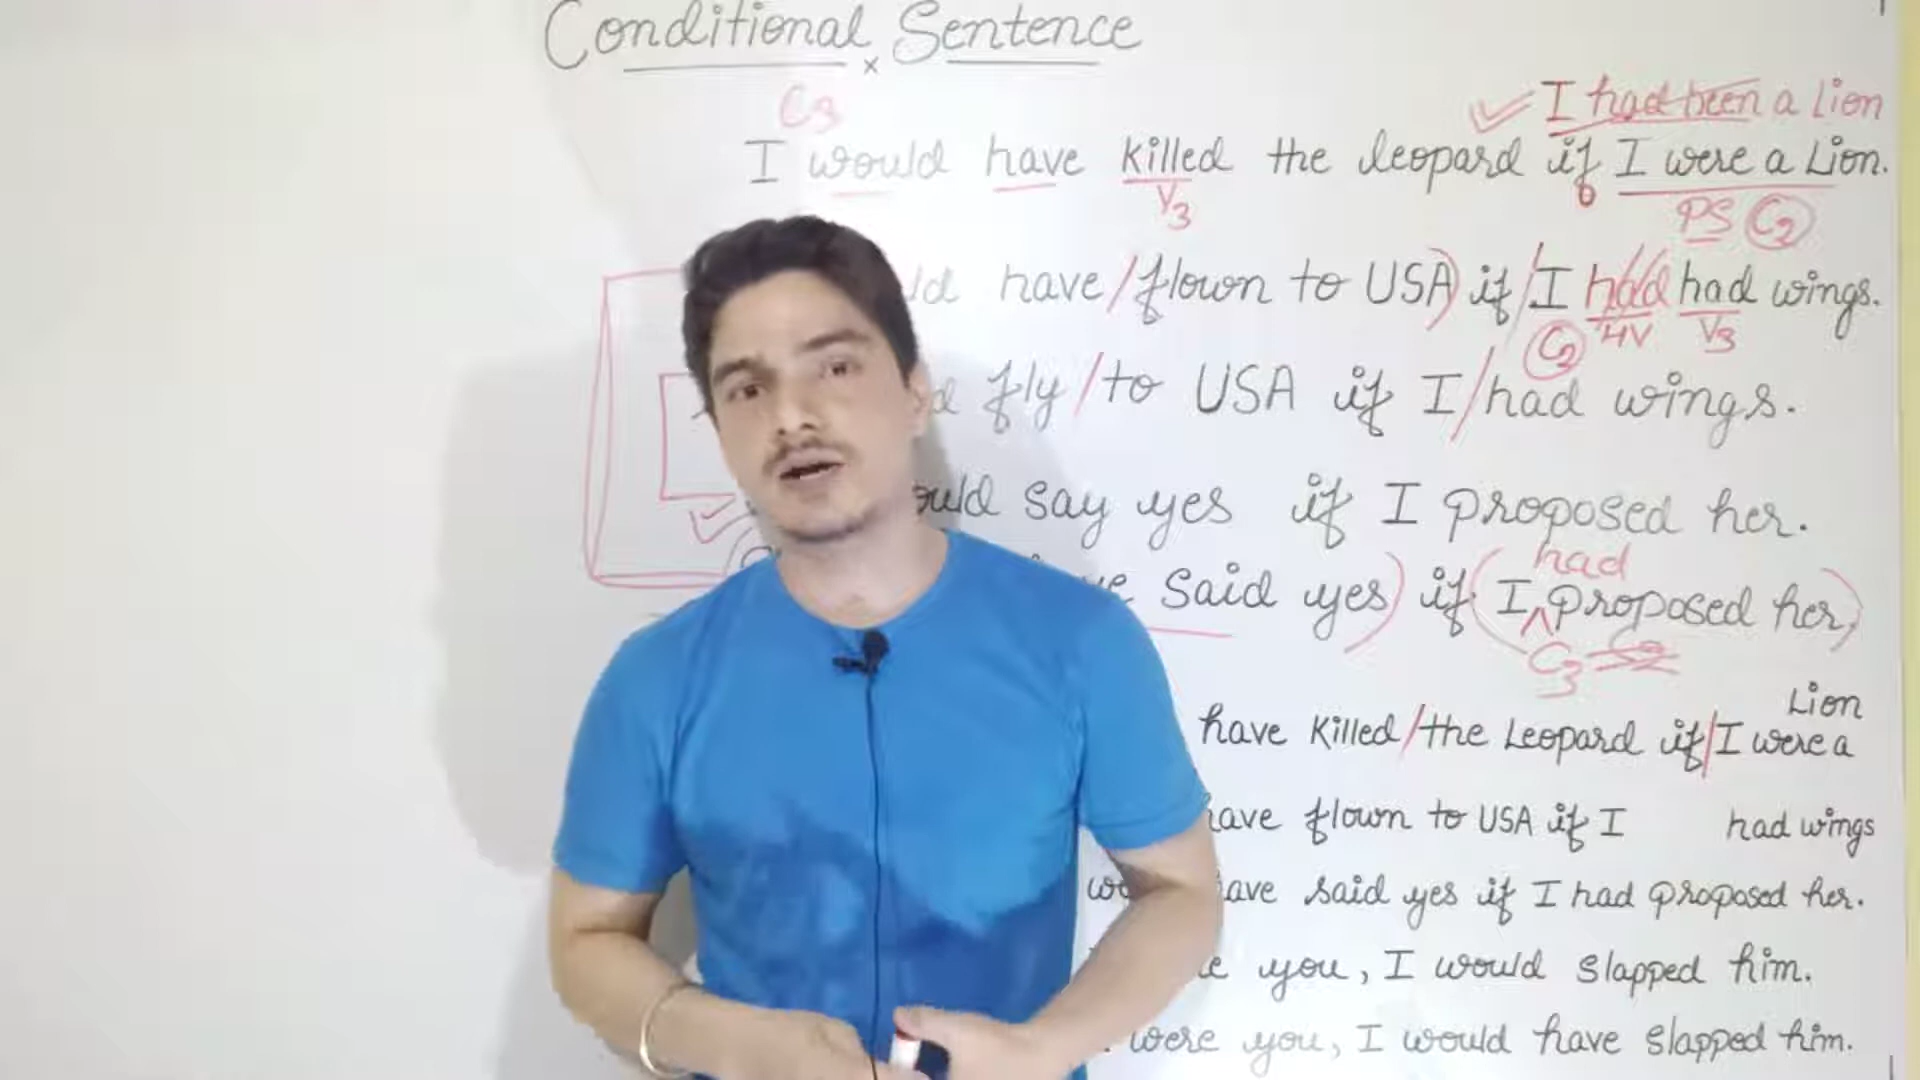 Conditional Sentence
x
C3
✓ I had been a Lion
I would have killed the leopard if I were a Lion.
V3
PS C2
have / flown to USA) if / I had had wings.
C2 HV V3
fly / to USA if I / had wings.
say yes if I proposed her.
had
said yes) if (I ^ proposed her)
C3
Lion
have killed / the Leopard if / I were a
have flown to USA if I had wings
said yes if I had proposed her.
you, I would slapped him.
were you, I would have slapped him.